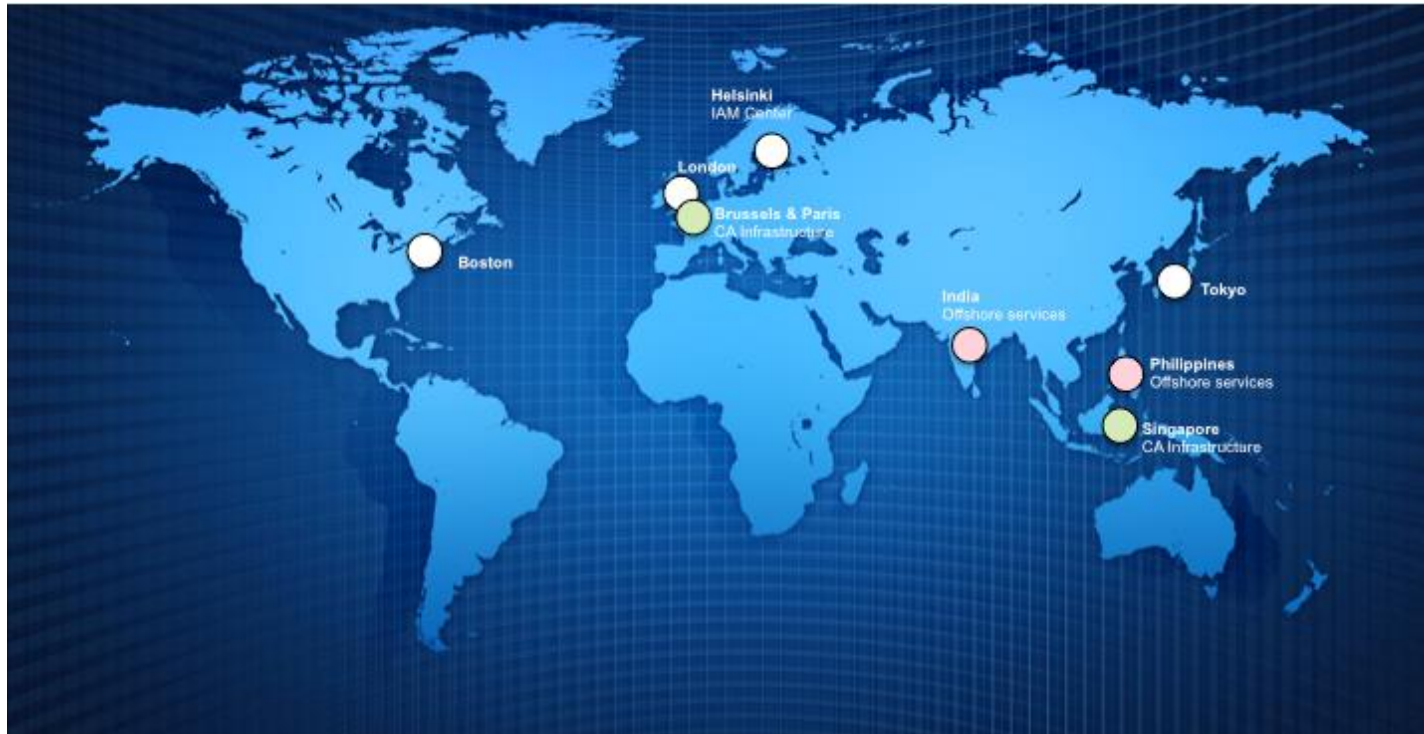 Helsinki
IAM Center
London
Brussels & Paris
CA Infrastructure
Boston
Tokyo
India
Offshore services
Philippines
Offshore services
Singapore
CA Infrastructure